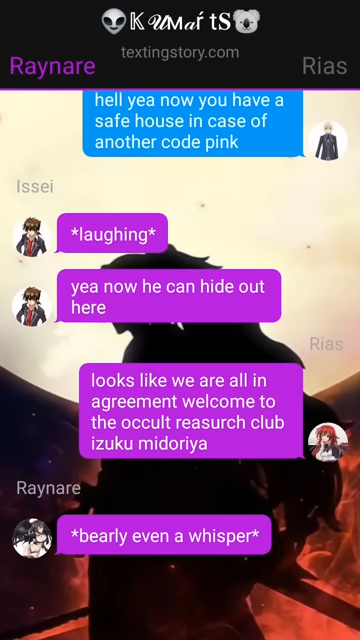 👽𝕂 𝓤м𝒂ŕ t𝐒🐨
textingstory.com
Raynare
Rias
hell yea now you have a
safe house in case of
another code pink
Issei
*laughing*
yea now he can hide out
here
Rias
looks like we are all in
agreement welcome to
the occult reasurch club
izuku midoriya
Raynare
*bearly even a whisper*